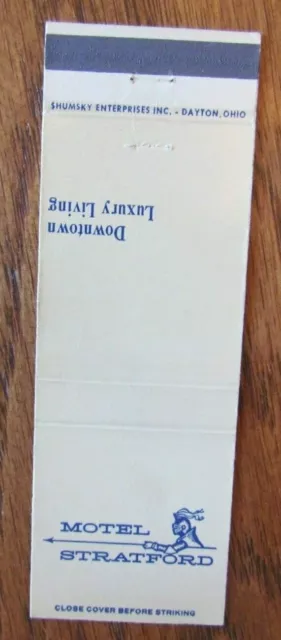 SHUMSKY ENTERPRISES INC. - DAYTON, OHIO
Downtown
Luxury Living
MOTEL
STRATFORD
CLOSE COVER BEFORE STRIKING